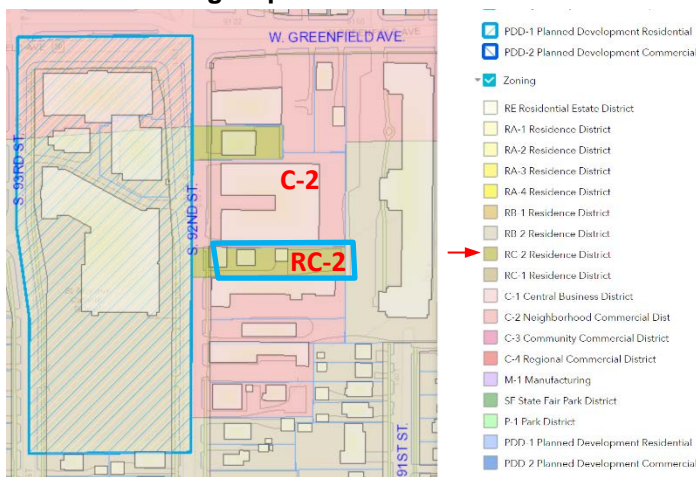 W. GREENFIELD AVE.
S. 93RD ST.
S. 92ND ST.
C-2
RC-2
91ST ST.
PDD-1 Planned Development Residential
PDD-2 Planned Development Commercial
Zoning
RE Residential Estate District
RA-1 Residence District
RA-2 Residence District
RA-3 Residence District
RA-4 Residence District
RB-1 Residence District
RB-2 Residence District
RC-2 Residence District
RC-1 Residence District
C-1 Central Business District
C-2 Neighborhood Commercial Dist
C-3 Community Commercial District
C-4 Regional Commercial District
M-1 Manufacturing
SF State Fair Park District
P-1 Park District
PDD-1 Planned Development Residential
PDD-2 Planned Development Commercial